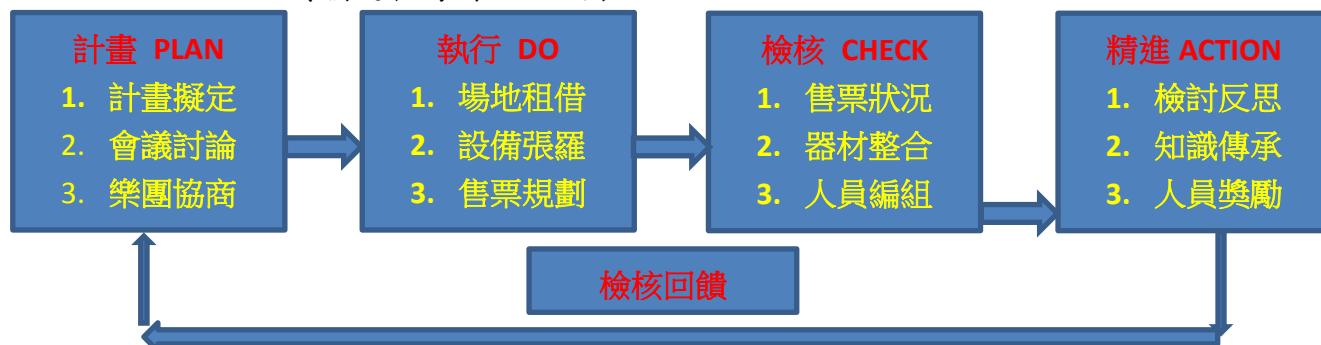 計畫 PLAN
1. 計畫擬定
2. 會議討論
3. 樂團協商
執行 DO
1. 場地租借
2. 設備張羅
3. 售票規劃
檢核 CHECK
1. 售票狀況
2. 器材整合
3. 人員編組
精進 ACTION
1. 檢討反思
2. 知識傳承
3. 人員獎勵
檢核回饋